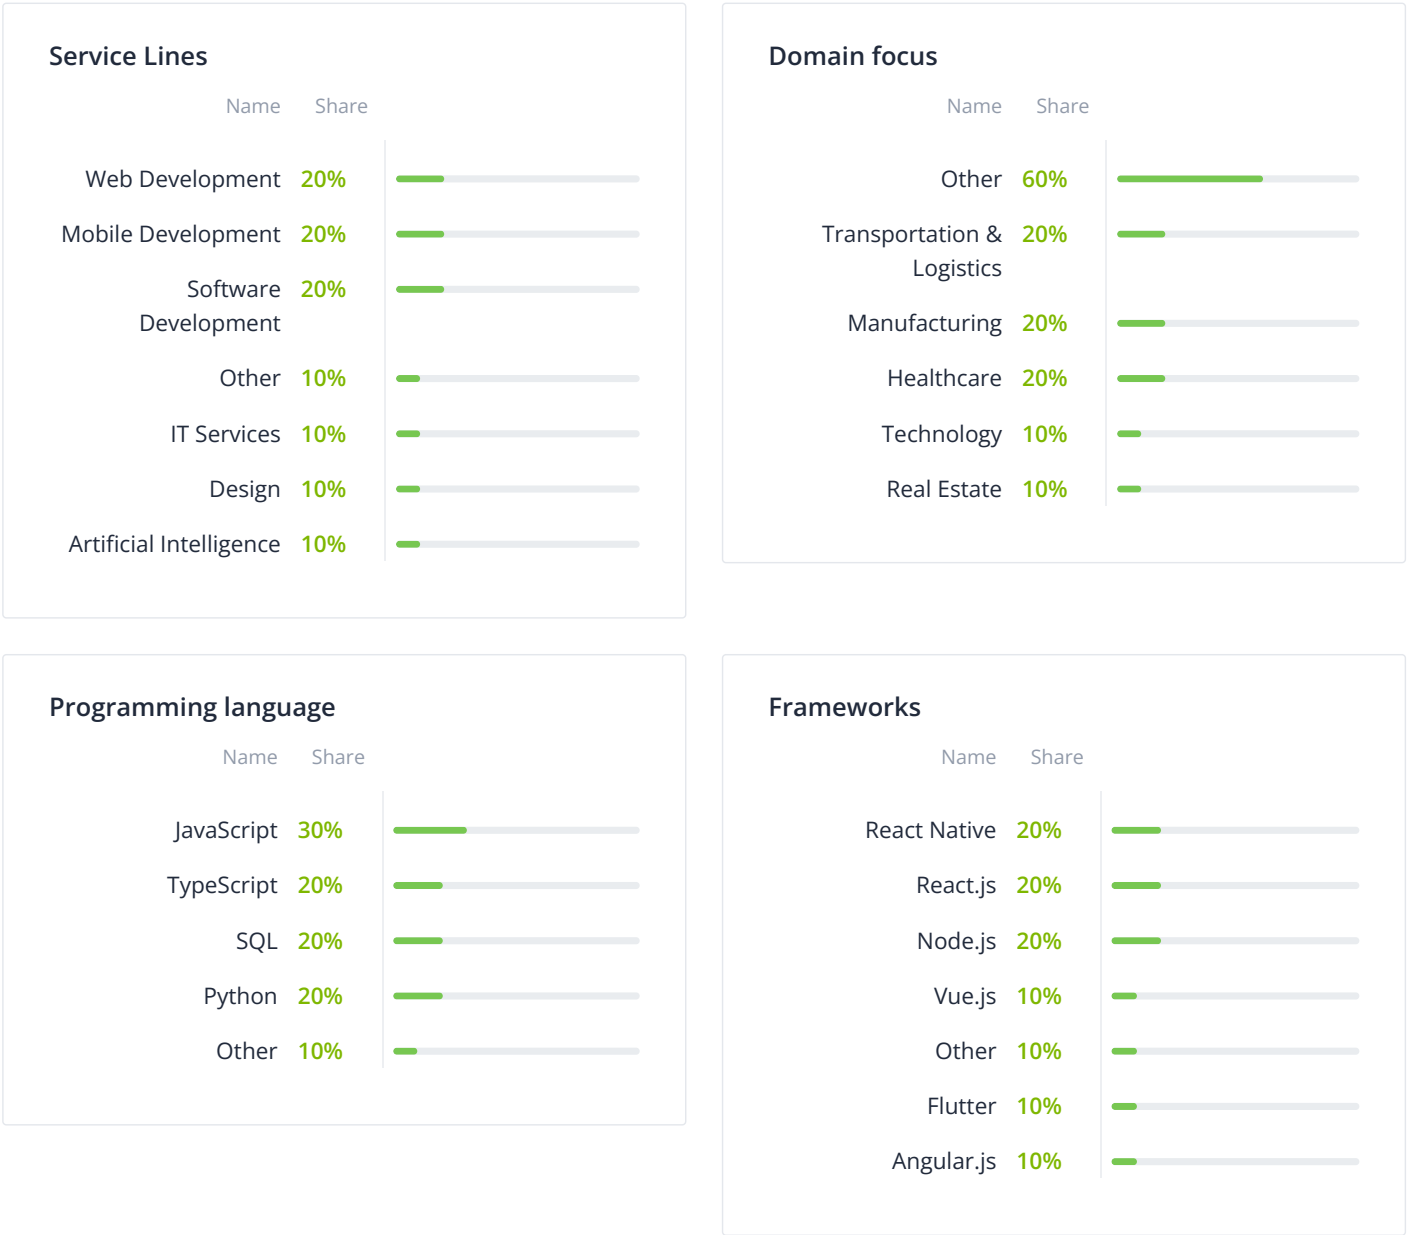 Service Lines
Name Share
Web Development 20%
Mobile Development 20%
Software 20%
Development
Other 10%
IT Services 10%
Design 10%
Artificial Intelligence 10%
Domain focus
Name Share
Other 60%
Transportation & 20%
Logistics
Manufacturing 20%
Healthcare 20%
Technology 10%
Real Estate 10%
Programming language
Name Share
JavaScript 30%
TypeScript 20%
SQL 20%
Python 20%
Other 10%
Frameworks
Name Share
React Native 20%
React.js 20%
Node.js 20%
Vue.js 10%
Other 10%
Flutter 10%
Angular.js 10%